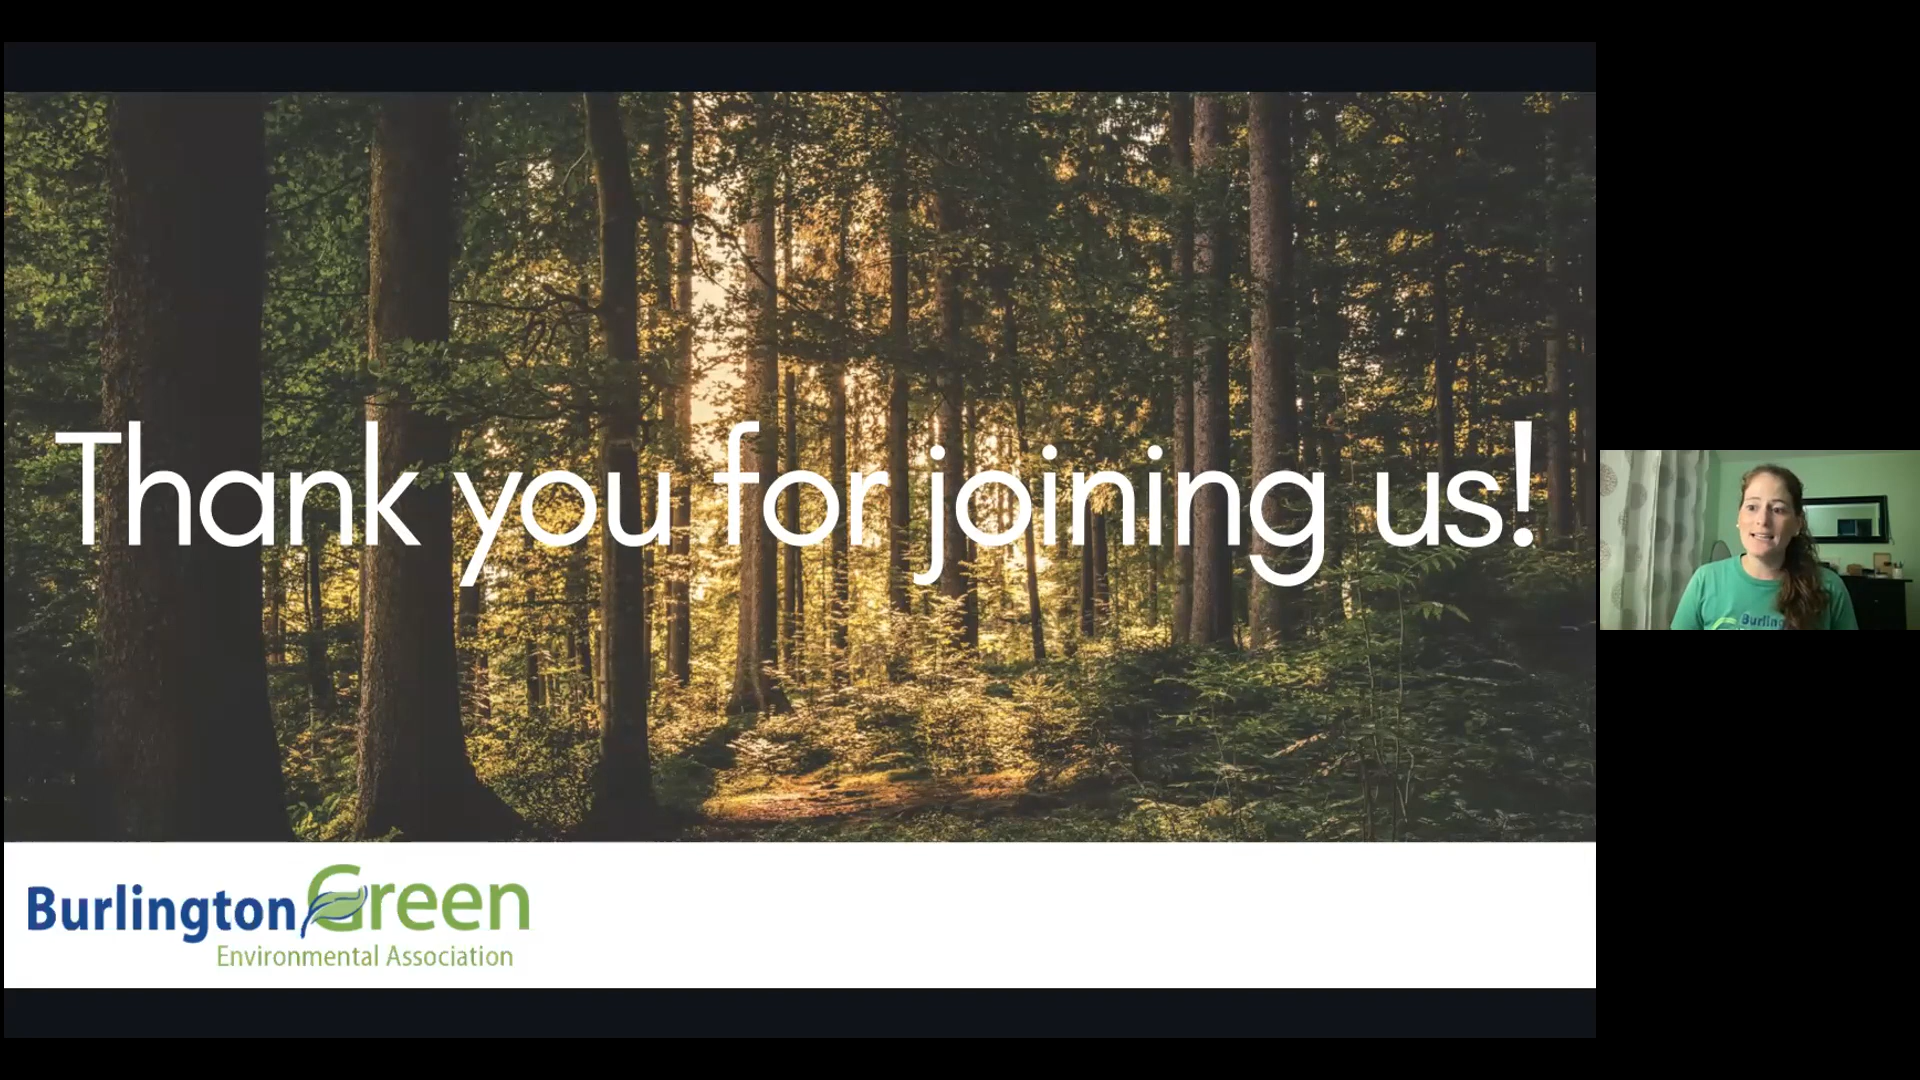 Thank you for joining us!
BurlingtonGreen
Environmental Association